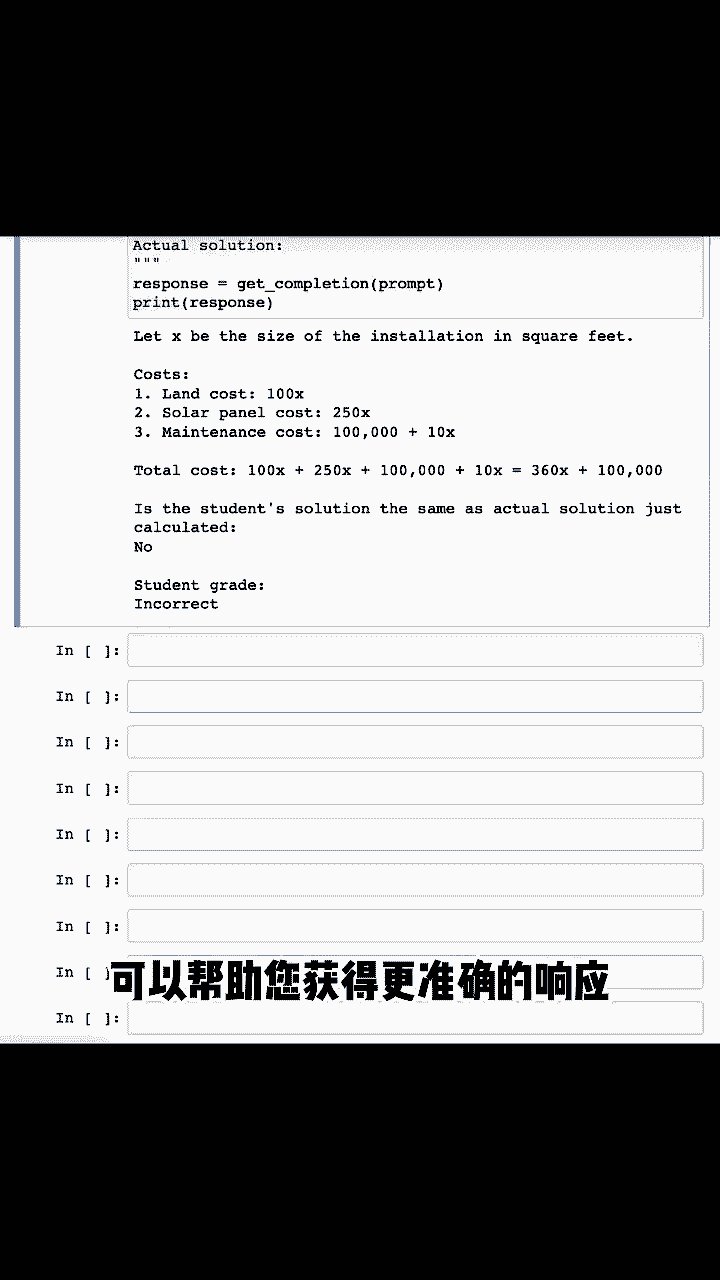 Actual solution:
"""
response = get_completion(prompt)
print(response)
Let x be the size of the installation in square feet.
Costs:
1. Land cost: 100x
2. Solar panel cost: 250x
3. Maintenance cost: 100,000 + 10x
Total cost: 100x + 250x + 100,000 + 10x = 360x + 100,000
Is the student's solution the same as actual solution just
calculated:
No
Student grade:
Incorrect
In [ ]:
In [ ]:
In [ ]:
In [ ]:
In [ ]:
In [ ]:
In [ ]:
In [ ]:
可以帮助您获得更准确的响应
In [ ]: